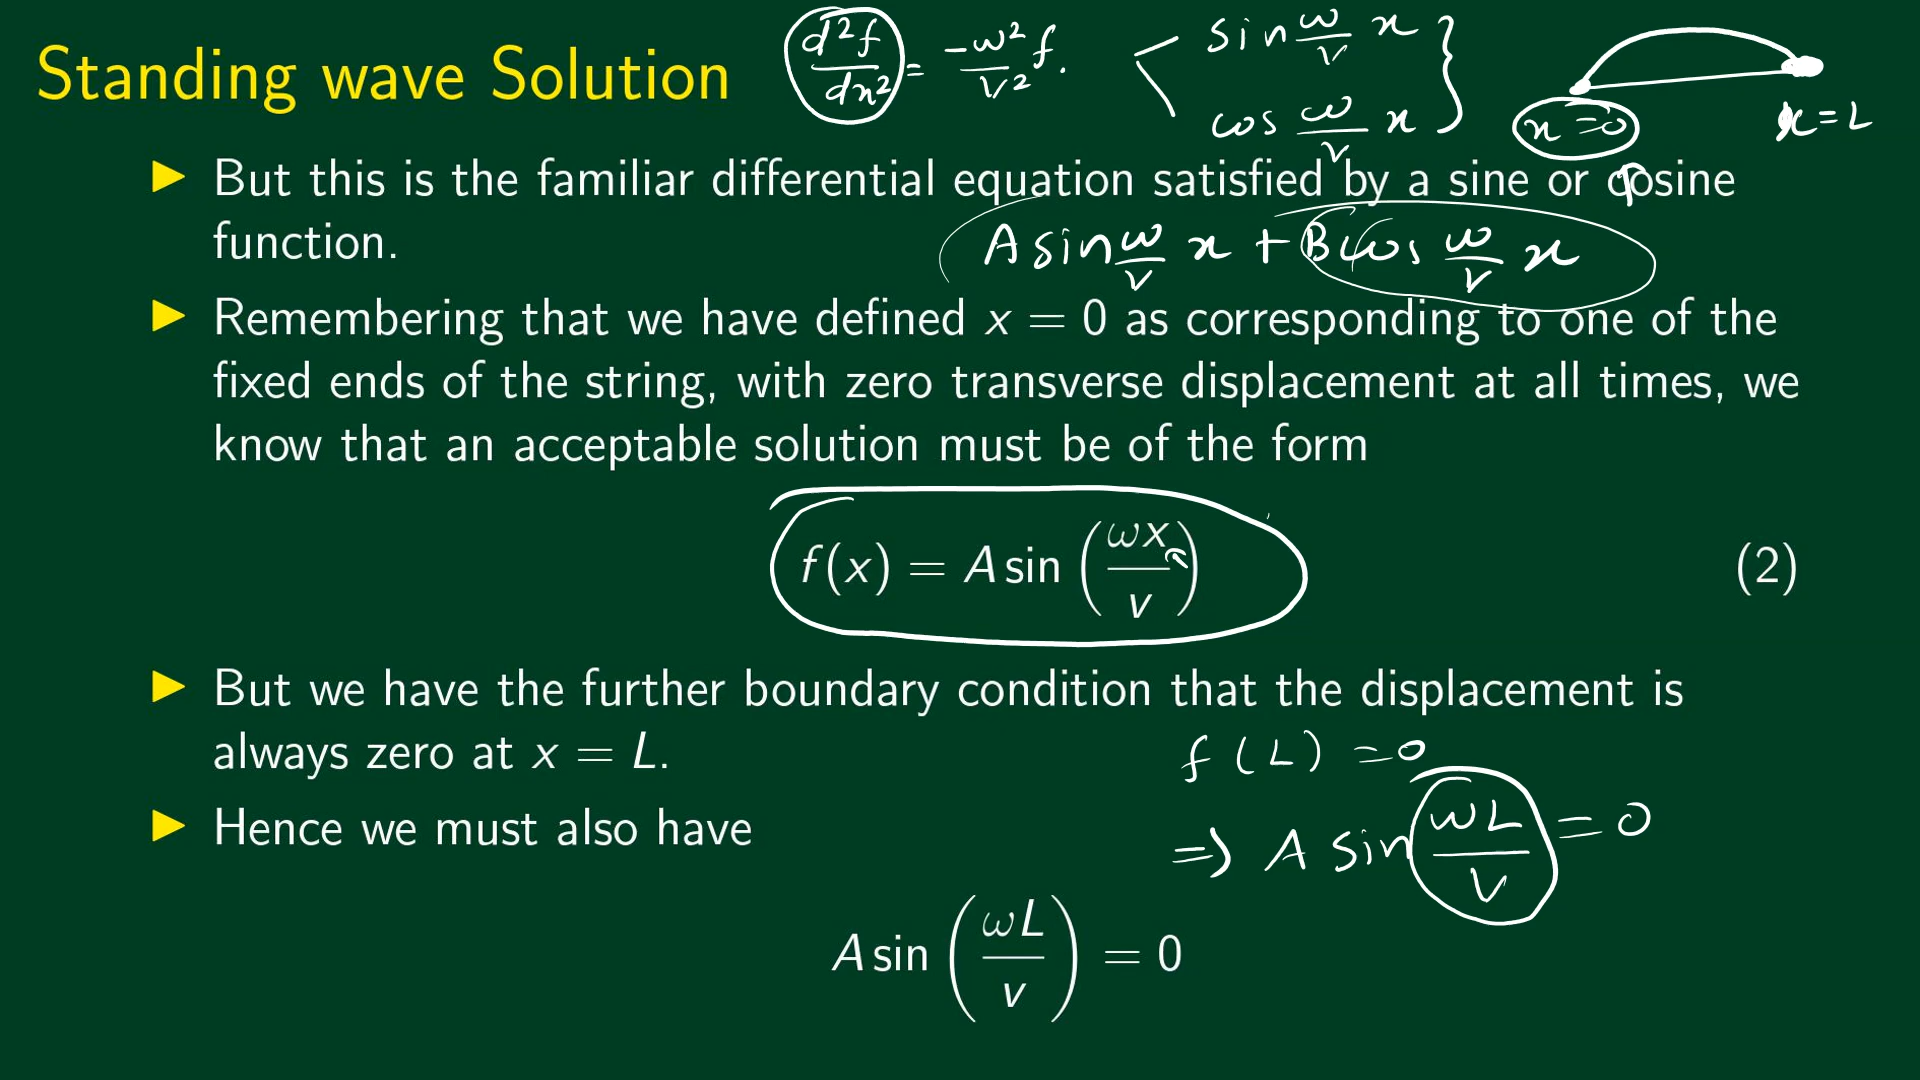 Standing wave Solution
d²f/dx² = -ω²/v² f.
sin ω/v x
cos ω/v x
x=0
x=L
▶ But this is the familiar differential equation satisfied by a sine or cosine
function.
A sin ω/v x + B cos ω/v x
▶ Remembering that we have defined x = 0 as corresponding to one of the
fixed ends of the string, with zero transverse displacement at all times, we
know that an acceptable solution must be of the form
f(x) = A sin (ωx/v) (2)
▶ But we have the further boundary condition that the displacement is
always zero at x = L.
f(L) = 0
▶ Hence we must also have
⇒ A sin ωL/v = 0
A sin (ωL/v) = 0